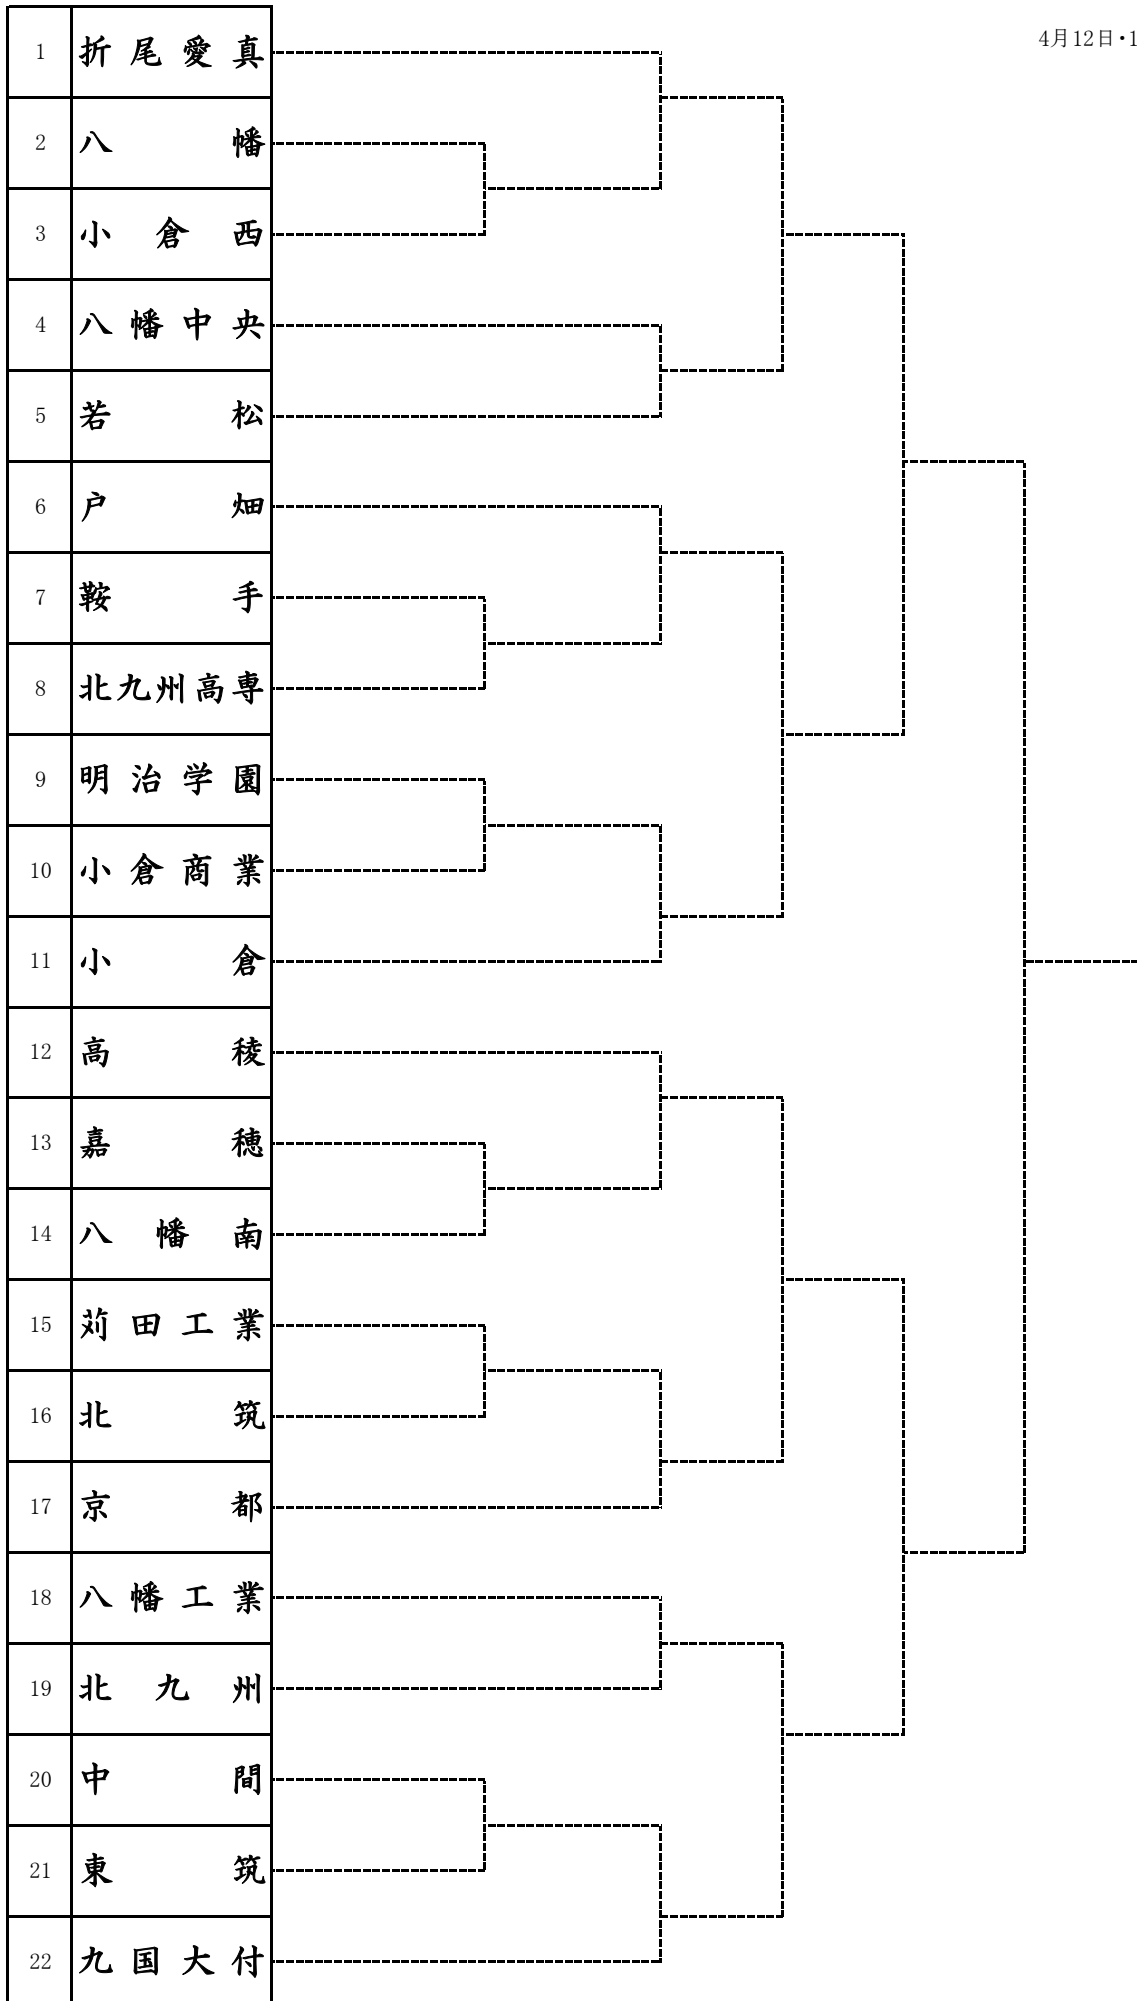 4月12日・1
1 折尾愛真
2 八幡
3 小倉西
4 八幡中央
5 若松
6 戸畑
7 鞍手
8 北九州高専
9 明治学園
10 小倉商業
11 小倉
12 高稜
13 嘉穂
14 八幡南
15 苅田工業
16 北筑
17 京都
18 八幡工業
19 北九州
20 中間
21 東筑
22 九国大付